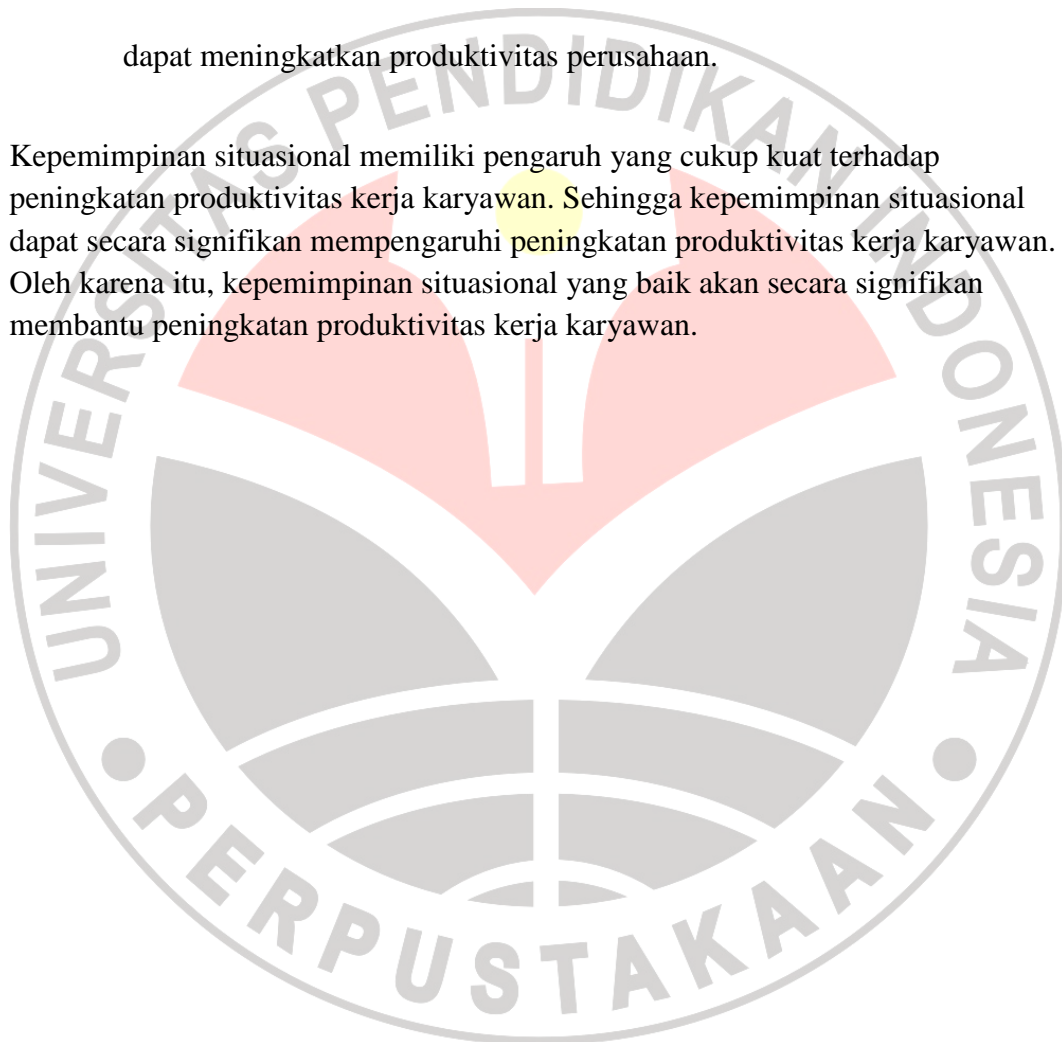 dapat meningkatkan produktivitas perusahaan.
Kepemimpinan situasional memiliki pengaruh yang cukup kuat terhadap
peningkatan produktivitas kerja karyawan. Sehingga kepemimpinan situasional
dapat secara signifikan mempengaruhi peningkatan produktivitas kerja karyawan.
Oleh karena itu, kepemimpinan situasional yang baik akan secara signifikan
membantu peningkatan produktivitas kerja karyawan.
UNIVERSITAS PENDIDIKAN INDONESIA
PERPUSTAKAAN